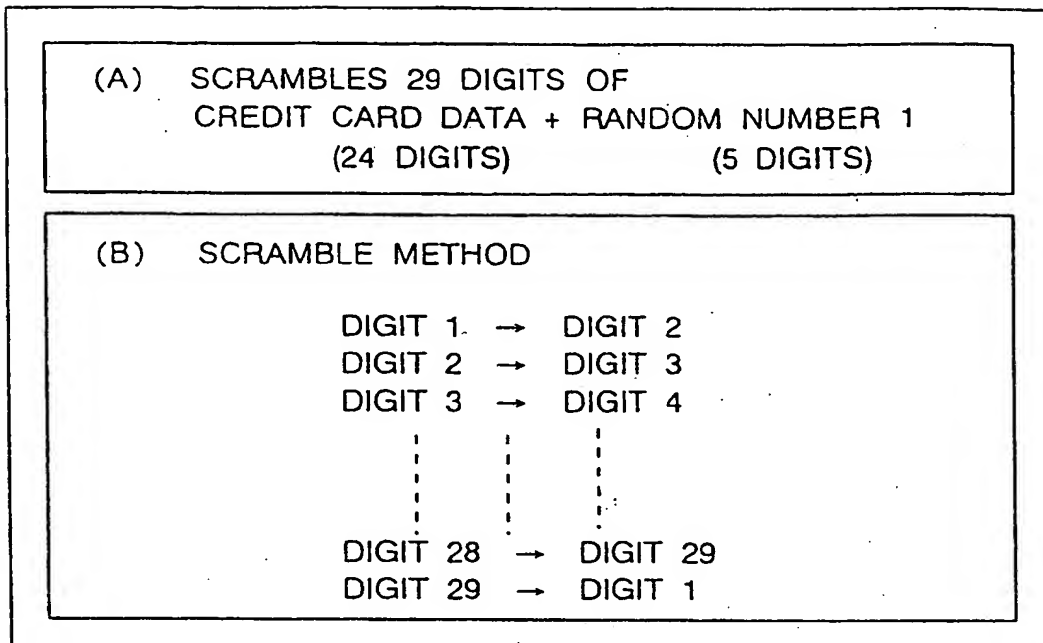 (A) SCRAMBLES 29 DIGITS OF
CREDIT CARD DATA + RANDOM NUMBER 1
(24 DIGITS) (5 DIGITS)
(B) SCRAMBLE METHOD
DIGIT 1 → DIGIT 2
DIGIT 2 → DIGIT 3
DIGIT 3 → DIGIT 4
DIGIT 28 → DIGIT 29
DIGIT 29 → DIGIT 1